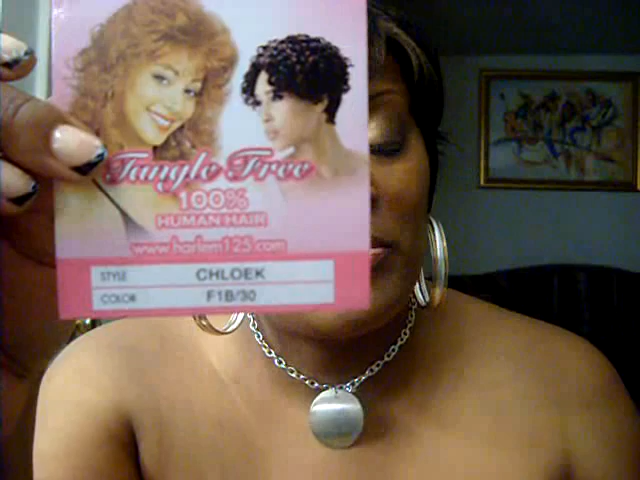 Tangle Free
100%
HUMAN HAIR
www.harlem125.com
STYLE CHLOEK
COLOR F1B/30